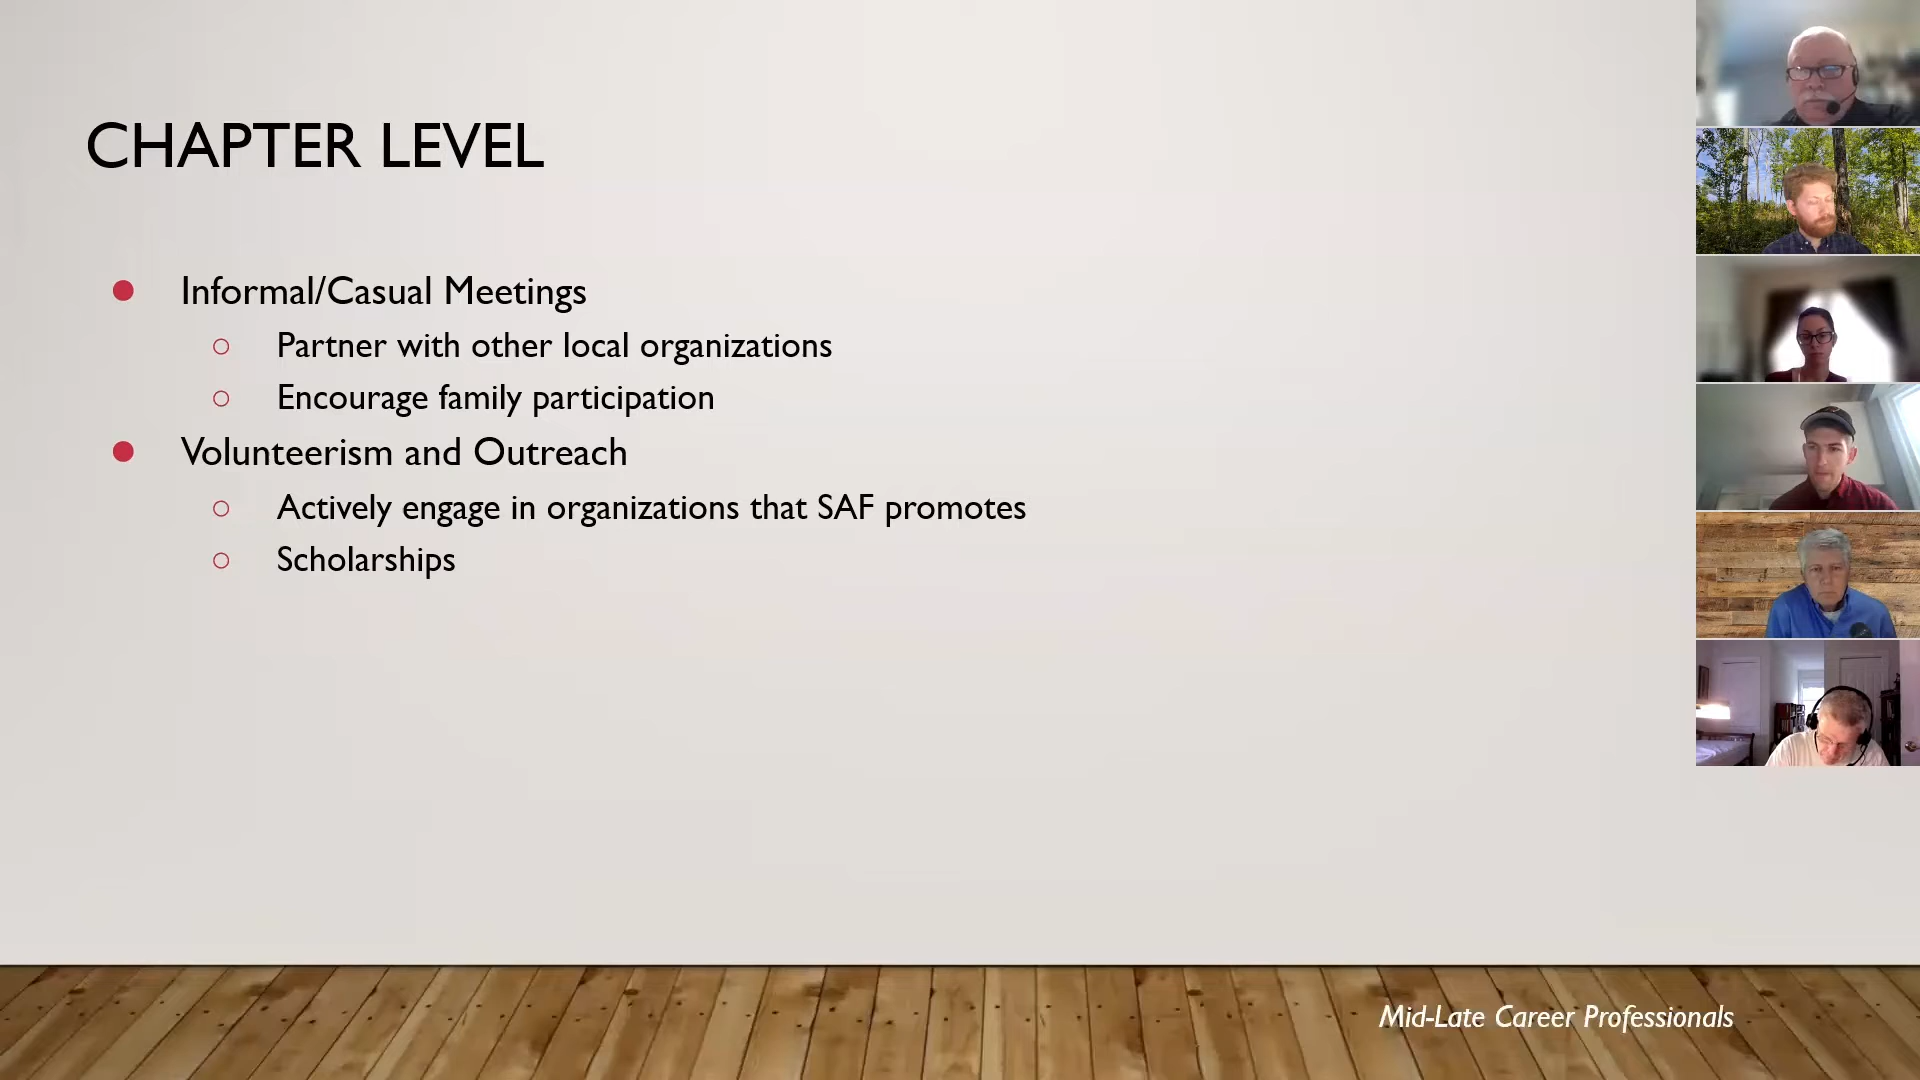 CHAPTER LEVEL
Informal/Casual Meetings
Partner with other local organizations
Encourage family participation
Volunteerism and Outreach
Actively engage in organizations that SAF promotes
Scholarships
Mid-Late Career Professionals